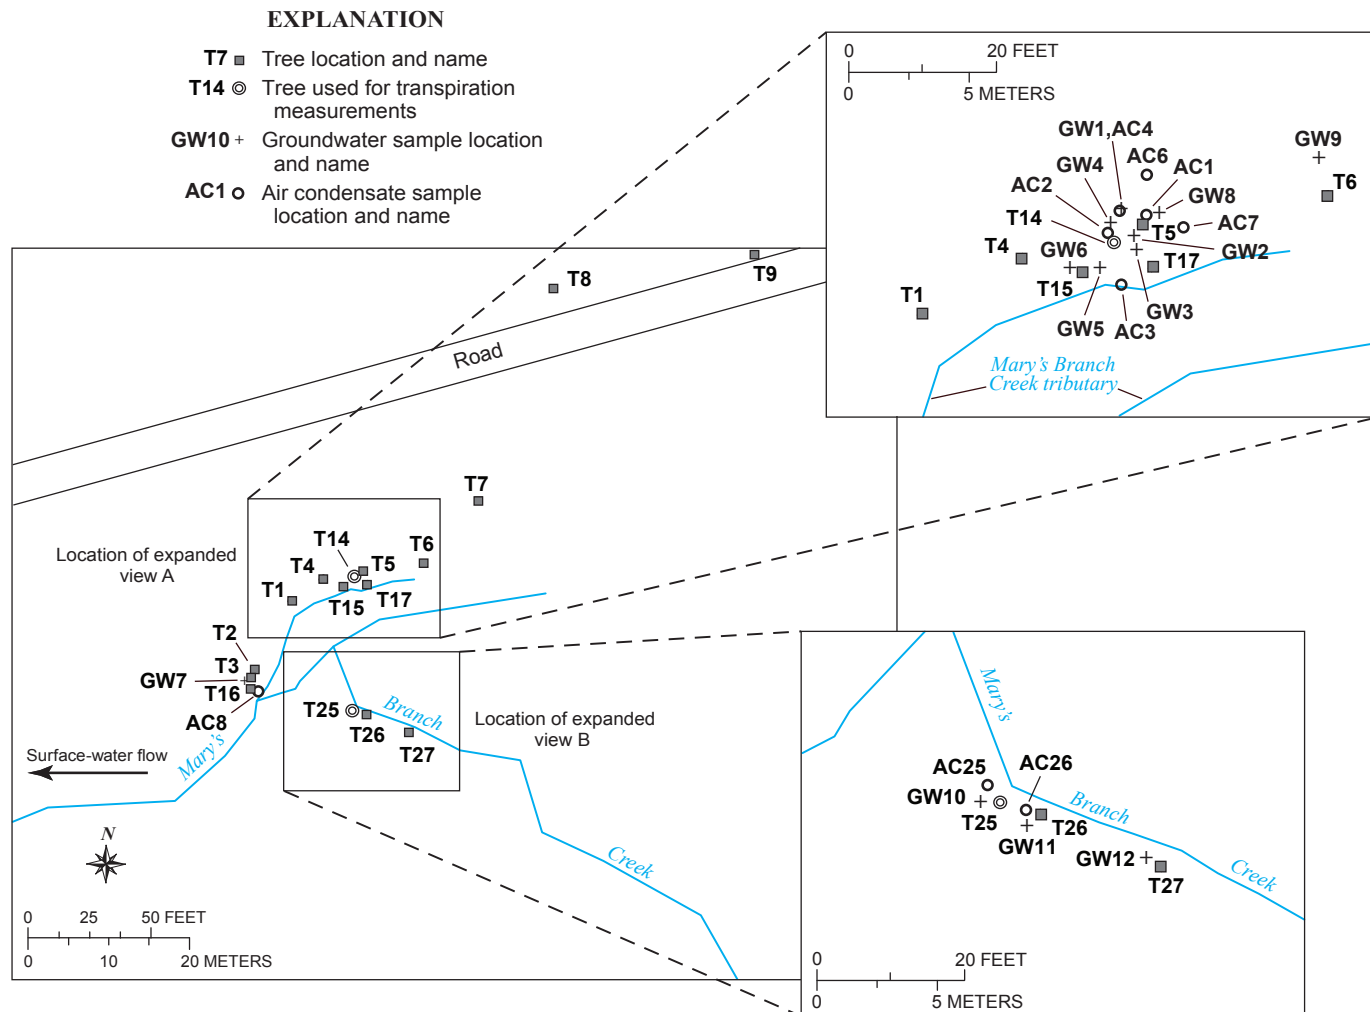 EXPLANATION
T7 Tree location and name
T14 Tree used for transpiration
measurements
GW10 Groundwater sample location
and name
AC1 Air condensate sample
location and name
0 20 FEET
0 5 METERS
GW1,AC4
GW9
GW4
AC6
AC1
T6
AC2
GW8
T14
T5
AC7
T4
GW6
GW2
T17
T15
T1
GW3
GW5
AC3
Mary's Branch
Creek tributary
T8
T9
Road
T7
Location of expanded
view A
T14
T6
T4
T5
T1
T15
T17
T2
T3
GW7
T16
AC8
T25
Branch
T26
T27
Location of expanded
view B
Surface-water flow
Mary's
N
Creek
0 25 50 FEET
0 10 20 METERS
Mary's
AC25
AC26
GW10
T25
Branch
T26
GW11
GW12
T27
Creek
0 20 FEET
0 5 METERS